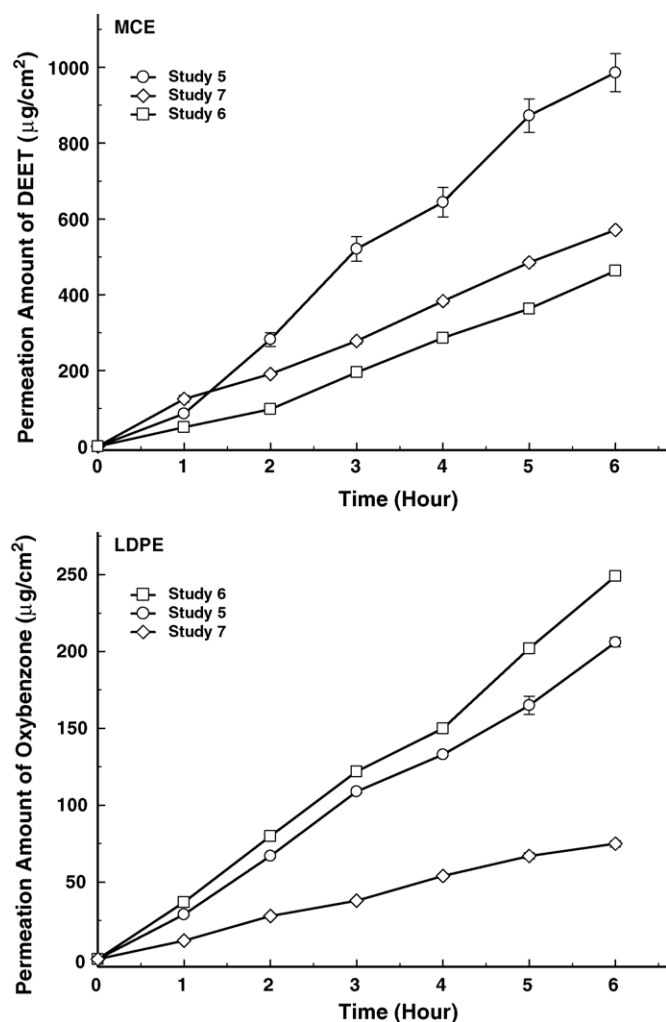 MCE
Study 5
Study 7
Study 6
Permeation Amount of DEET (μg/cm²)
1000
800
600
400
200
0
0 1 2 3 4 5 6
Time (Hour)
LDPE
Study 6
Study 5
Study 7
Permeation Amount of Oxybenzone (μg/cm²)
250
200
150
100
50
0
0 1 2 3 4 5 6
Time (Hour)